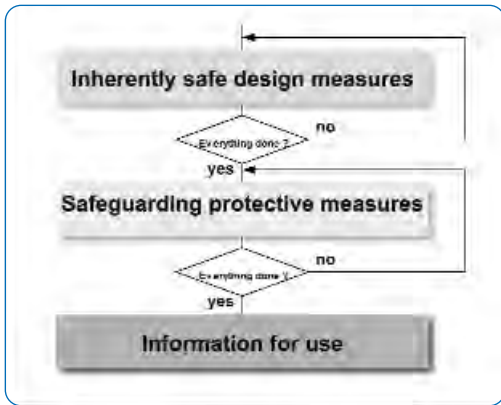 Inherently safe design measures
Everything done ?
no
yes
Safeguarding protective measures
Everything done ?
no
yes
Information for use